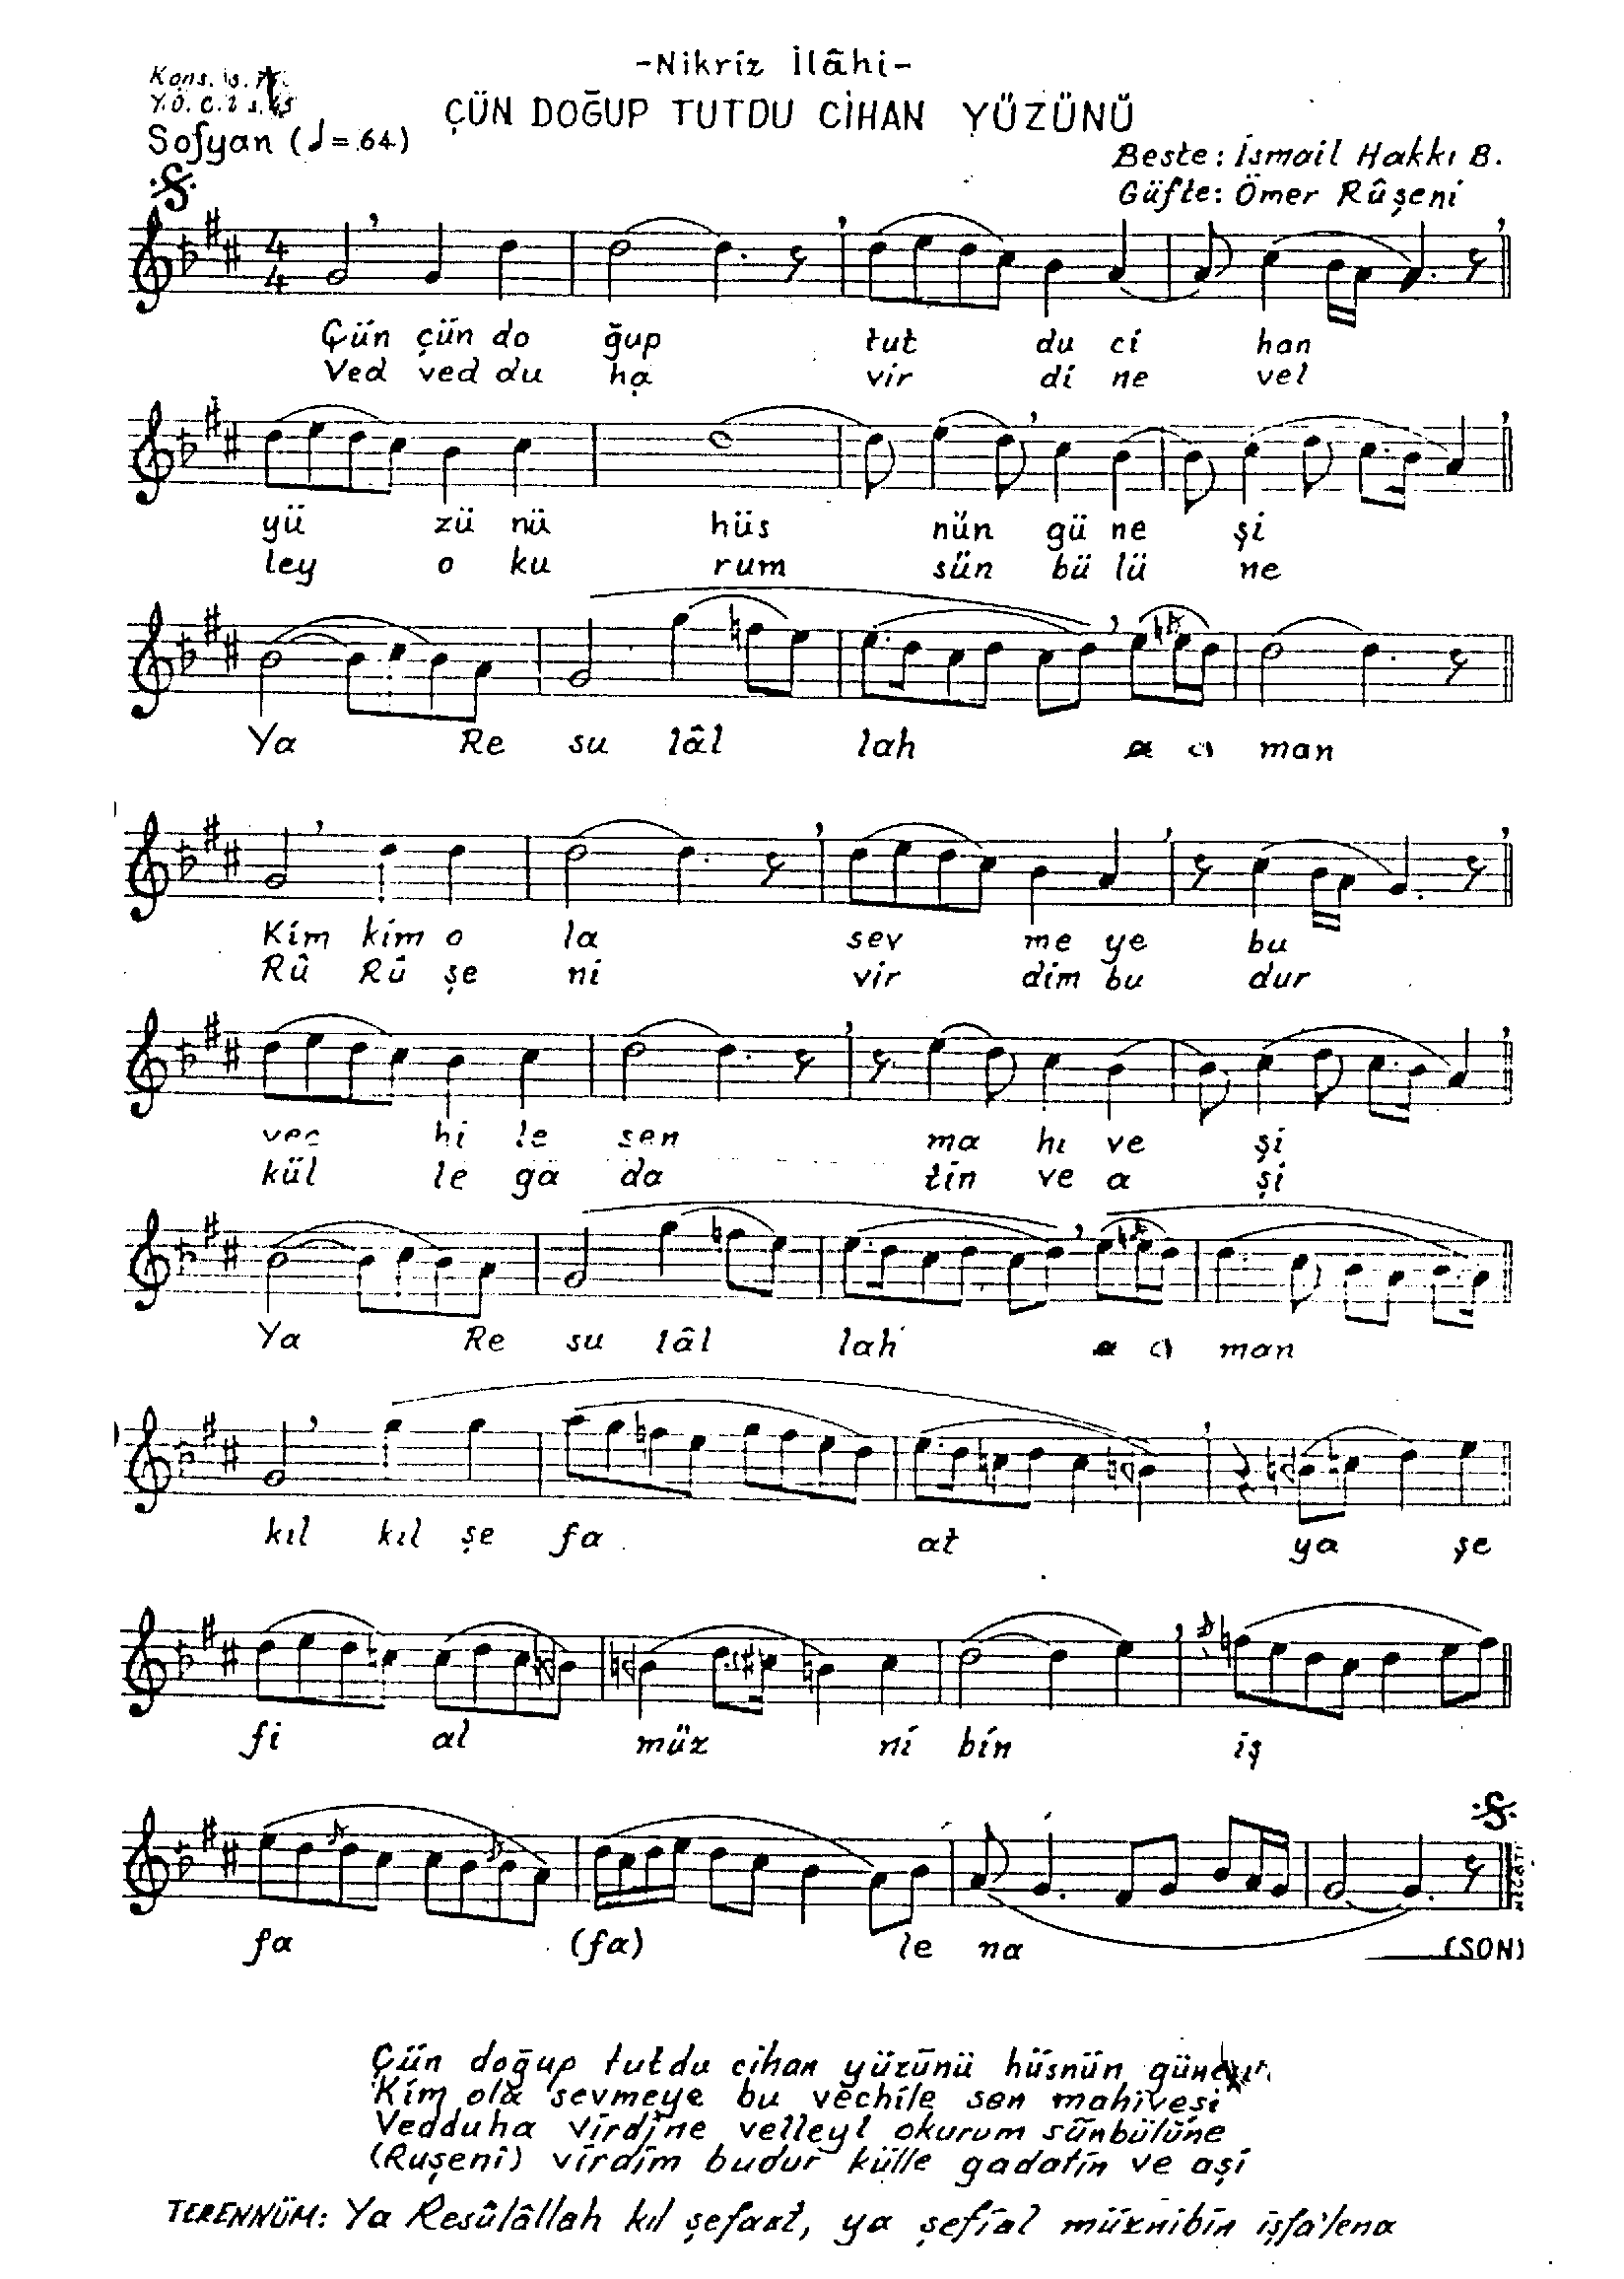 -Nikriz İlâhi-
ÇÜN DOĞUP TUTDU CİHAN YÜZÜNÜ
Kons. is.
Y.Ö. C.2 s.
Sofyan (♩=64)
Beste: İsmail Hakkı B.
Güfte: Ömer Rûşeni
4
4
Çün çün do ğup tut du ci han
Ved ved du ha vir di ne vel
yü zü nü hüs nün gü ne şi
ley o ku rum sün bü lü ne
Ya Re su lâl lah a a man
Kim kim o la sev me ye bu
Rû Rû şe ni vir dim bu dur
vec hi le sen ma hı ve şi
kül le ga da tin ve a şi
Ya Re su lâl lah a a man
kıl kıl şe fa at ya şe
fi al müz ni bin iş
fa (fa) le na (SON)
Çün doğup tutdu cihan yüzünü hüsnün güneşi
Kim ola sevmeye bu vechile sen mahiveşi
Vedduha virdine velleyl okurum sünbülüne
(Ruşeni) virdim budur külle gadatin ve aşi
TERENNÜM: Ya Resûlâllah kıl şefaat, ya şefial müznibin işfa'lena